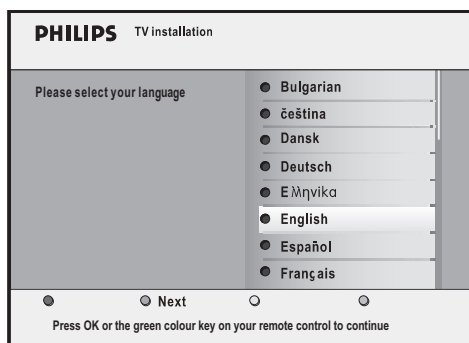 PHILIPS TV installation
Please select your language
Bulgarian
čeština
Dansk
Deutsch
Eλληνικα
English
Español
Français
Next
Press OK or the green colour key on your remote control to continue